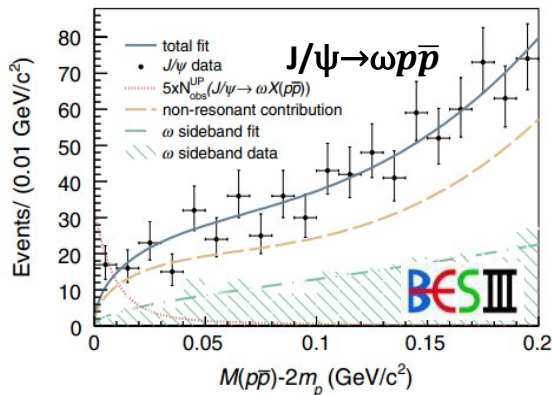 80
70
60
50
40
30
20
10
0
Events/ (0.01 GeV/c²)
total fit
J/ψ data
5xN^UP_obs(J/ψ → ωX(pp̅))
non-resonant contribution
ω sideband fit
ω sideband data
J/ψ→ωpp̅
BESIII
0 0.05 0.1 0.15 0.2
M(pp̅)-2m_p (GeV/c²)